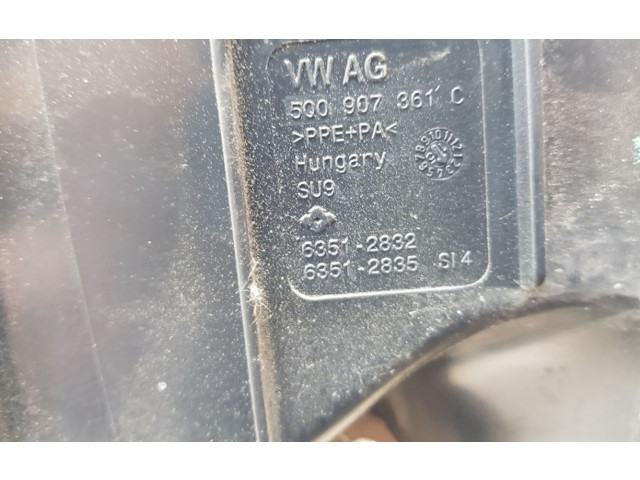 VW AG
5Q0 907 361 C
>PPE+PA<
Hungary
SU9
6351-2832
6351-2835 SI4